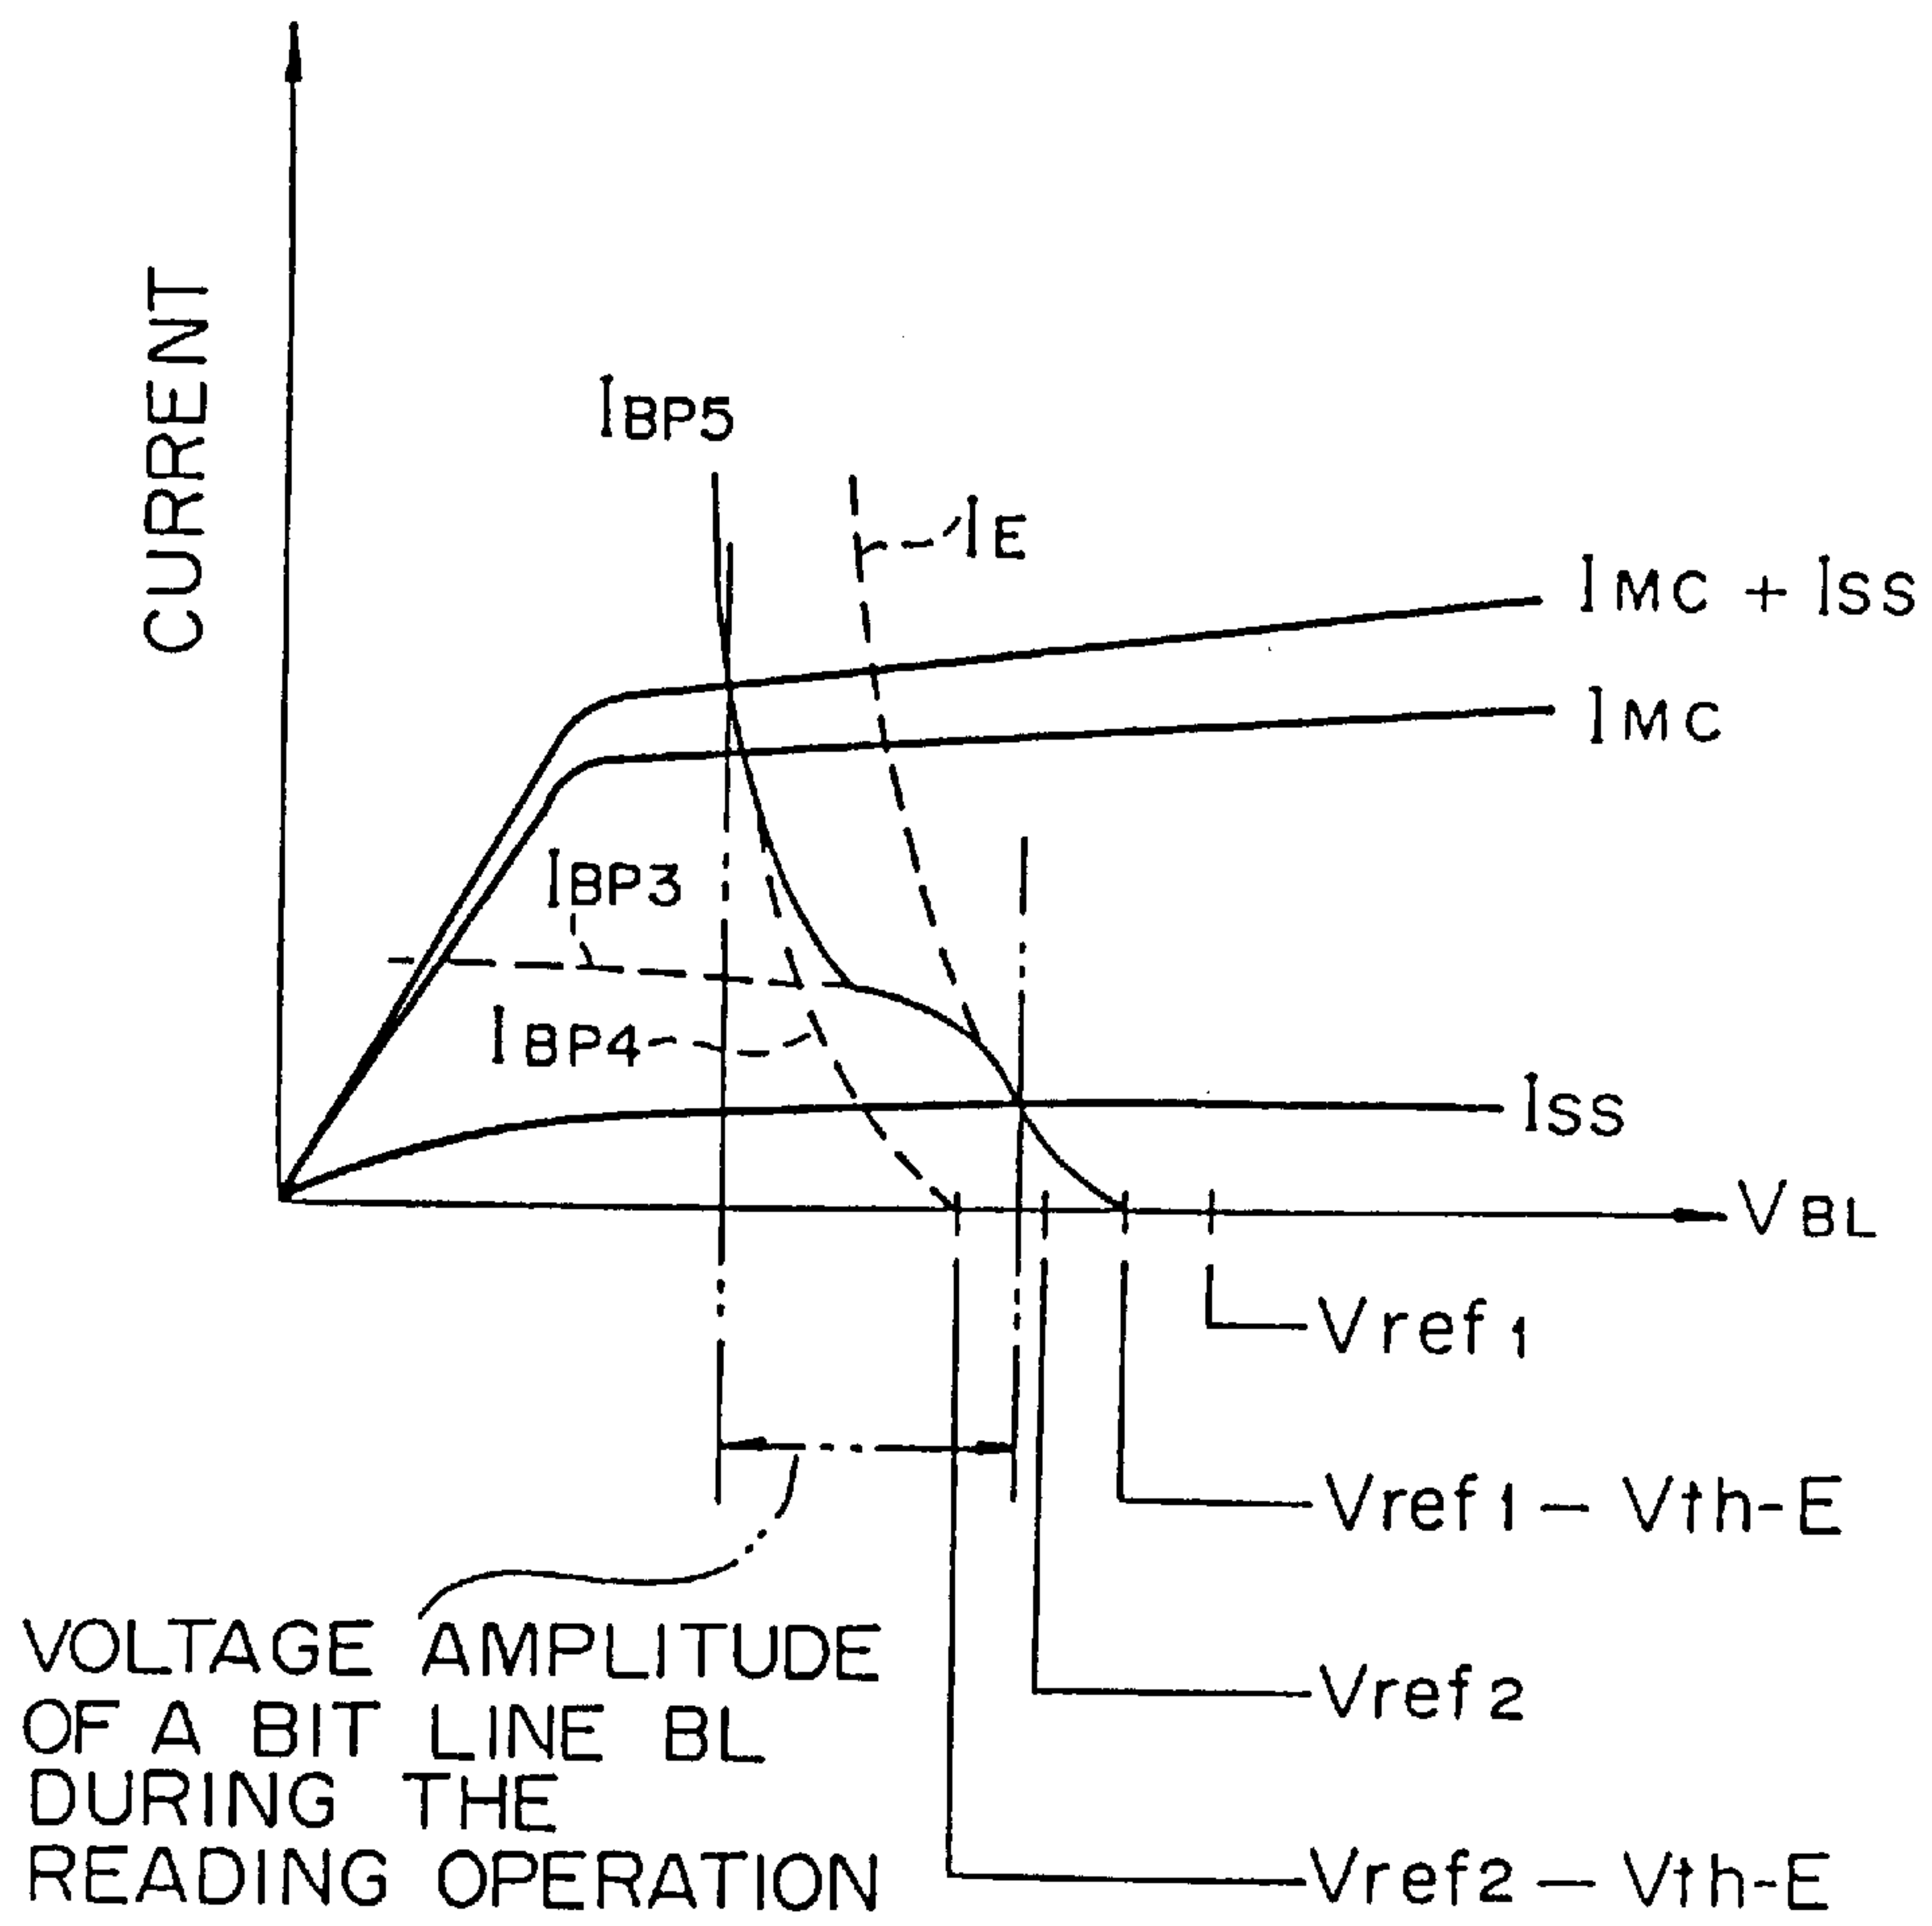 CURRENT
IBP5
IE
IMC + ISS
IMC
IBP3
IBP4
ISS
VBL
Vref1
Vref1 – Vth-E
Vref2
Vref2 – Vth-E
VOLTAGE AMPLITUDE
OF A BIT LINE BL
DURING THE
READING OPERATION